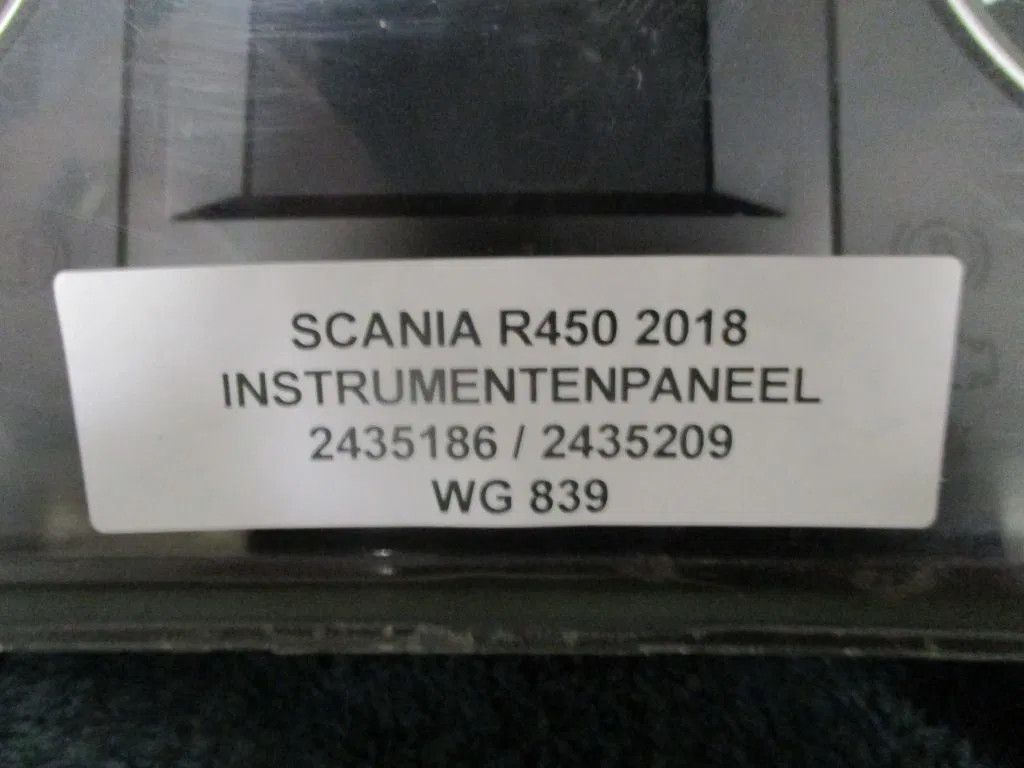 SCANIA R450 2018
INSTRUMENTENPANEEL
2435186 / 2435209
WG 839